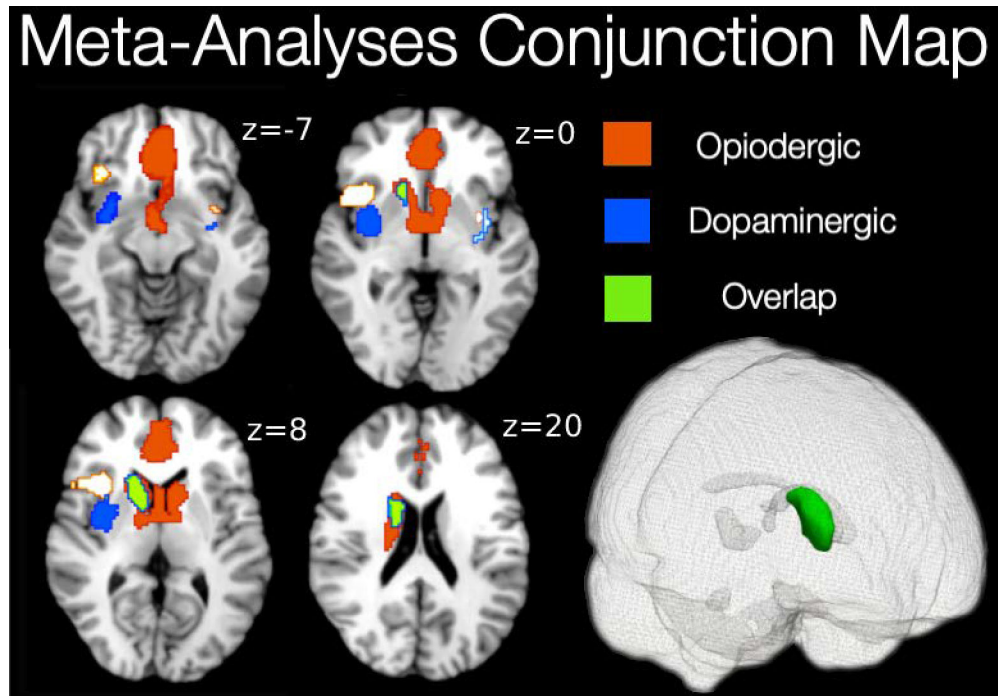 Meta-Analyses Conjunction Map
z=-7
z=0
Opiodergic
Dopaminergic
Overlap
z=8
z=20